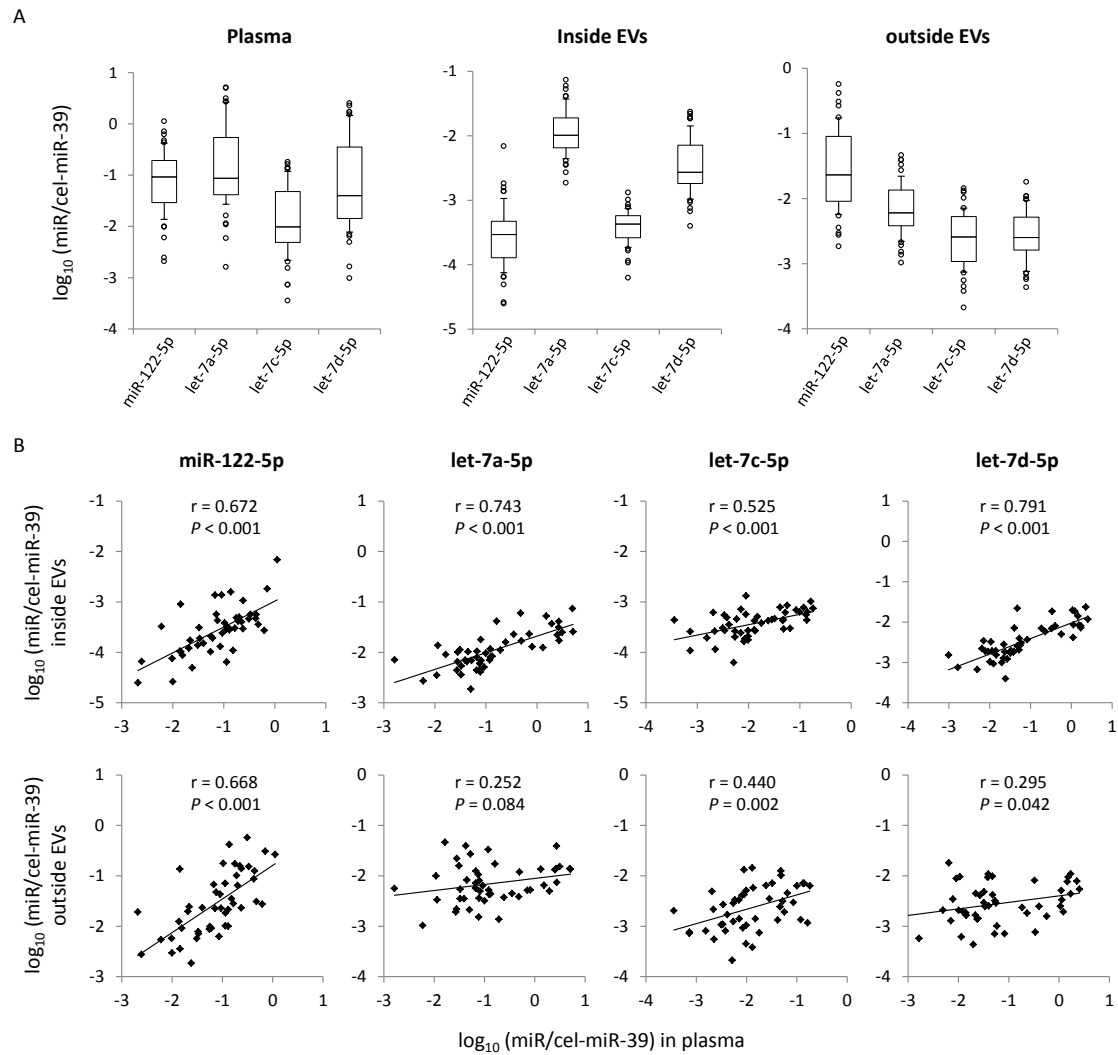 A
Plasma
Inside EVs
outside EVs
log10 (miR/cel-miR-39)
1
0
-1
-2
-3
-4
miR-122-5p
let-7a-5p
let-7c-5p
let-7d-5p
-1
-2
-3
-4
-5
miR-122-5p
let-7a-5p
let-7c-5p
let-7d-5p
0
-1
-2
-3
-4
miR-122-5p
let-7a-5p
let-7c-5p
let-7d-5p
B
miR-122-5p
let-7a-5p
let-7c-5p
let-7d-5p
log10 (miR/cel-miR-39)
inside EVs
r = 0.672
P < 0.001
-1
-2
-3
-4
-5
-3 -2 -1 0 1
r = 0.743
P < 0.001
1
0
-1
-2
-3
-3 -2 -1 0 1
r = 0.525
P < 0.001
-1
-2
-3
-4
-5
-4 -3 -2 -1 0
r = 0.791
P < 0.001
1
0
-1
-2
-3
-4
-4 -3 -2 -1 0 1
log10 (miR/cel-miR-39)
outside EVs
r = 0.668
P < 0.001
1
0
-1
-2
-3
-3 -2 -1 0 1
r = 0.252
P = 0.084
0
-1
-2
-3
-4
-3 -2 -1 0 1
r = 0.440
P = 0.002
0
-1
-2
-3
-4
-4 -3 -2 -1 0
r = 0.295
P = 0.042
0
-1
-2
-3
-4
-3 -2 -1 0 1
log10 (miR/cel-miR-39) in plasma